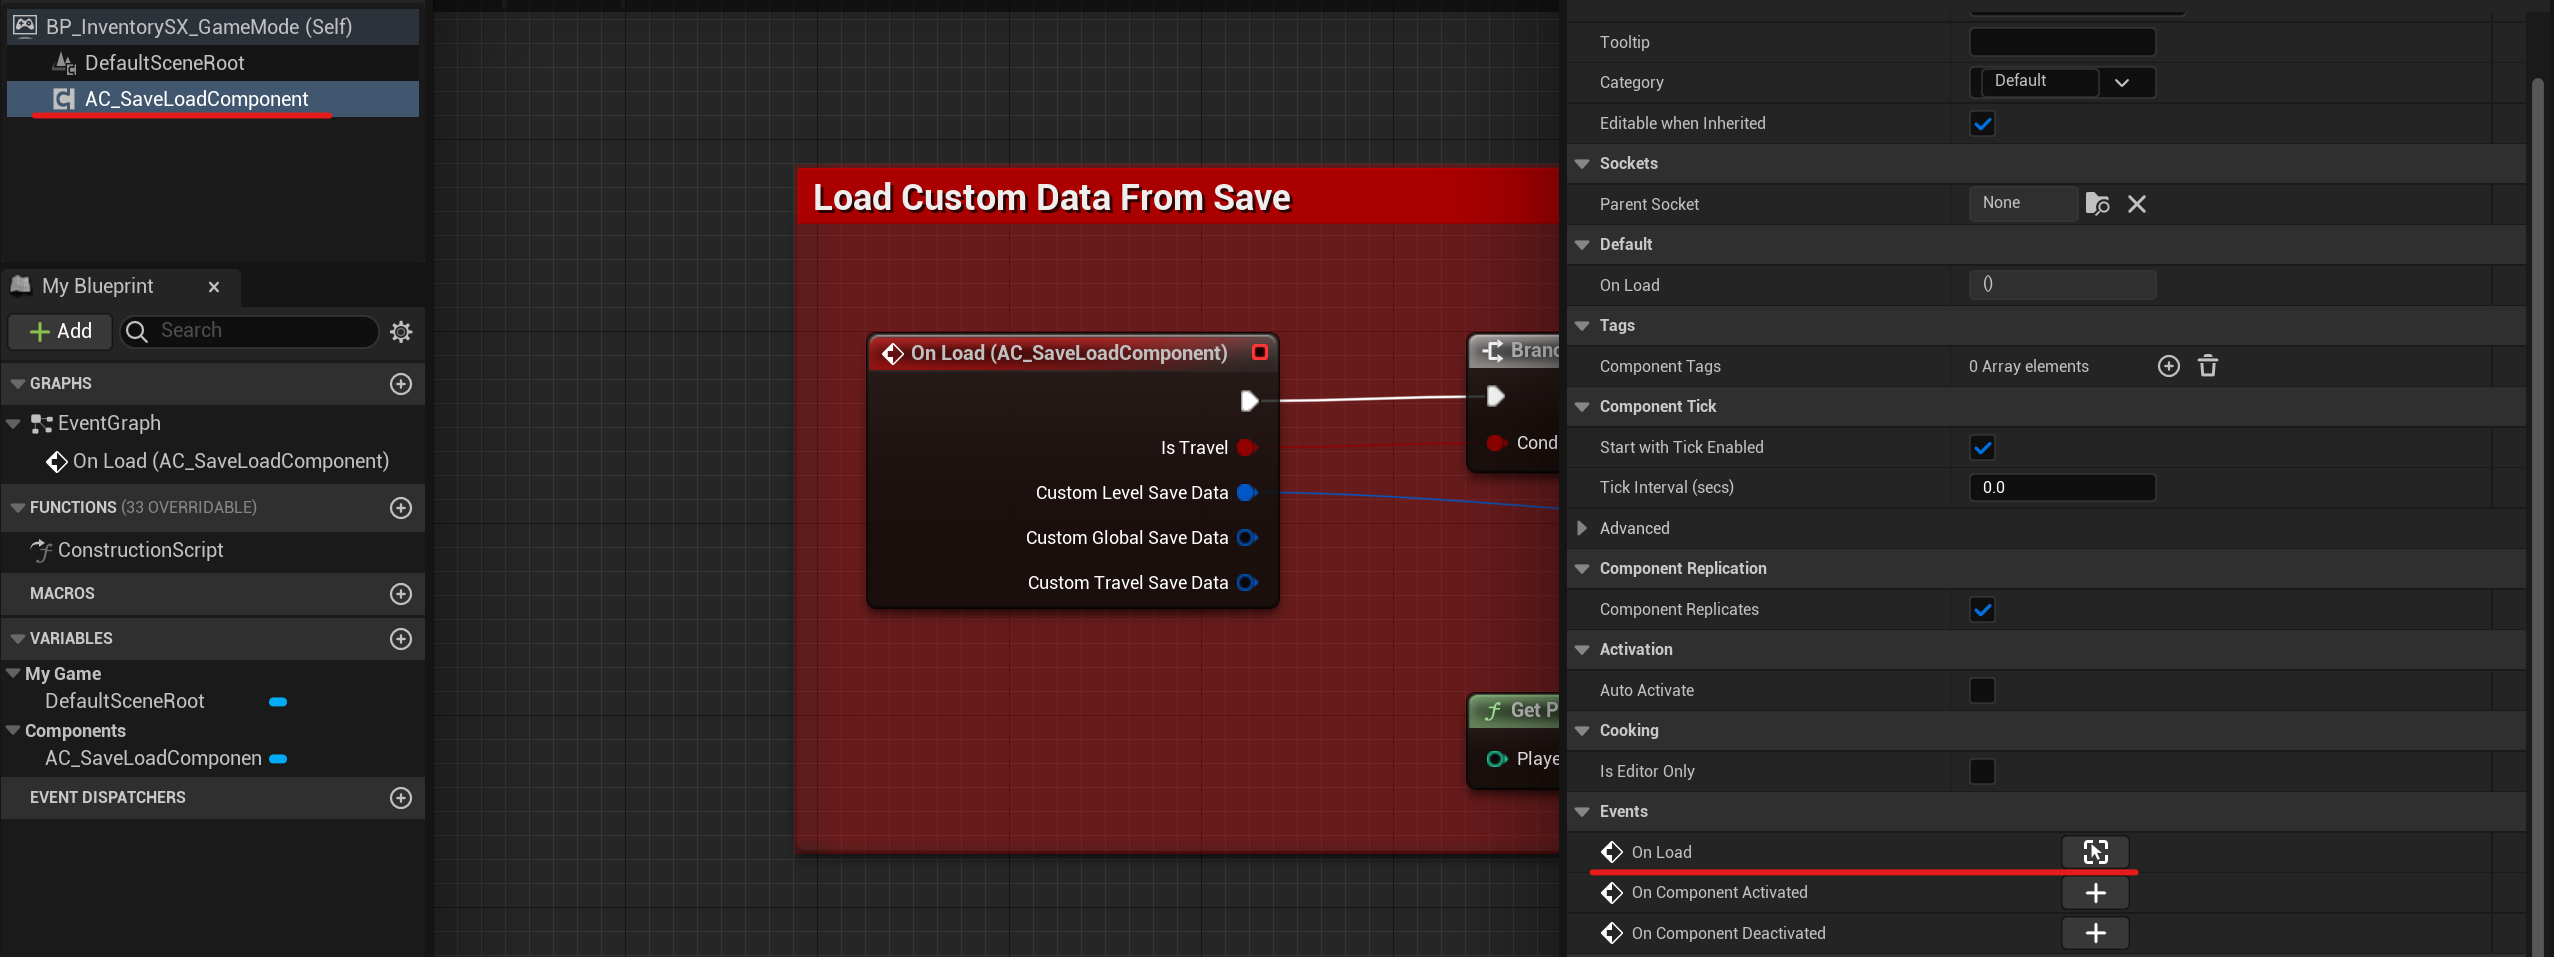 BP_InventorySX_GameMode (Self)
DefaultSceneRoot
AC_SaveLoadComponent
My Blueprint
Add
Search
GRAPHS
EventGraph
On Load (AC_SaveLoadComponent)
FUNCTIONS (33 OVERRIDABLE)
ConstructionScript
MACROS
VARIABLES
My Game
DefaultSceneRoot
Components
AC_SaveLoadComponen
EVENT DISPATCHERS
Load Custom Data From Save
On Load (AC_SaveLoadComponent)
Is Travel
Custom Level Save Data
Custom Global Save Data
Custom Travel Save Data
Branc
Cond
Get P
Playe
Tooltip
Category
Default
Editable when Inherited
Sockets
Parent Socket
None
Default
On Load
()
Tags
Component Tags
0 Array elements
Component Tick
Start with Tick Enabled
Tick Interval (secs)
0.0
Advanced
Component Replication
Component Replicates
Activation
Auto Activate
Cooking
Is Editor Only
Events
On Load
On Component Activated
On Component Deactivated